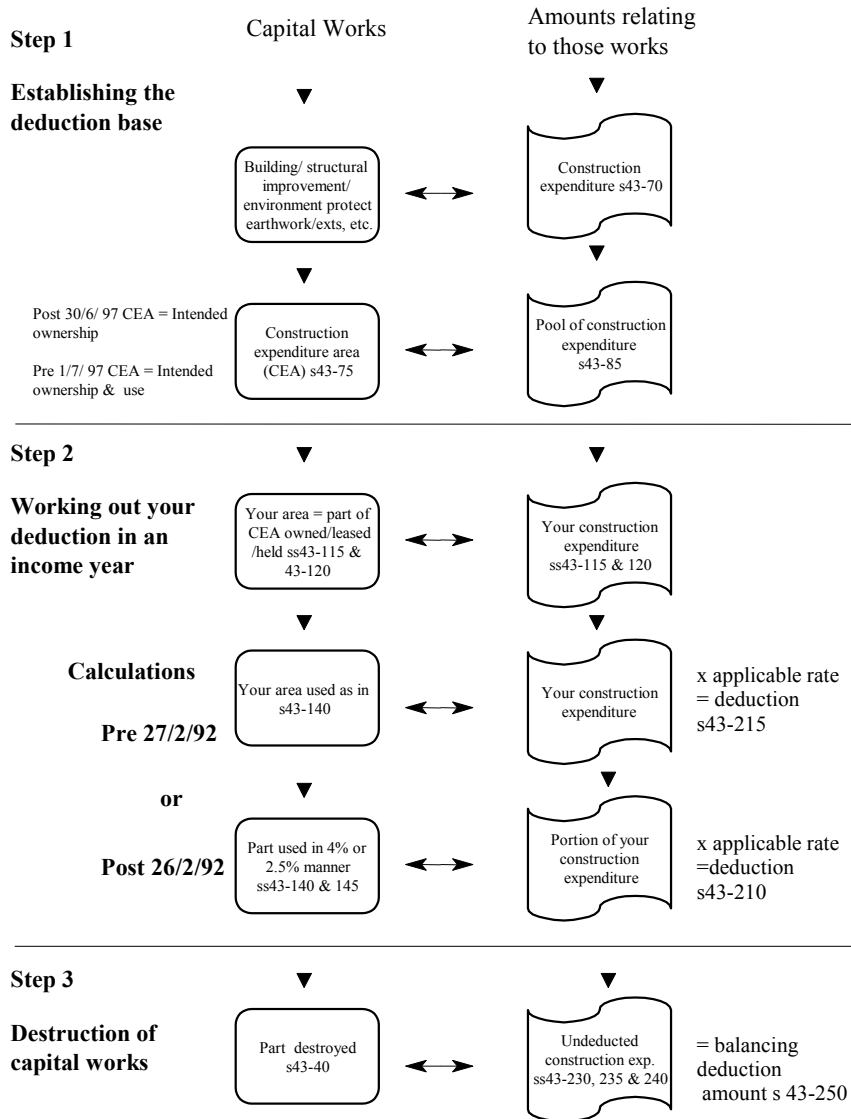 Step 1
Capital Works
Amounts relating
to those works
Establishing the
deduction base
Building/ structural
improvement/
environment protect
earthwork/exts, etc.
Construction
expenditure s43-70
Post 30/6/ 97 CEA = Intended
ownership
Pre 1/7/ 97 CEA = Intended
ownership & use
Construction
expenditure area
(CEA) s43-75
Pool of construction
expenditure
s43-85
Step 2
Working out your
deduction in an
income year
Your area = part of
CEA owned/leased
/held ss43-115 &
43-120
Your construction
expenditure
ss43-115 & 120
Calculations
Pre 27/2/92
Your area used as in
s43-140
Your construction
expenditure
x applicable rate
= deduction
s43-215
or
Post 26/2/92
Part used in 4% or
2.5% manner
ss43-140 & 145
Portion of your
construction
expenditure
x applicable rate
=deduction
s43-210
Step 3
Destruction of
capital works
Part destroyed
s43-40
Undeducted
construction exp.
ss43-230, 235 & 240
= balancing
deduction
amount s 43-250